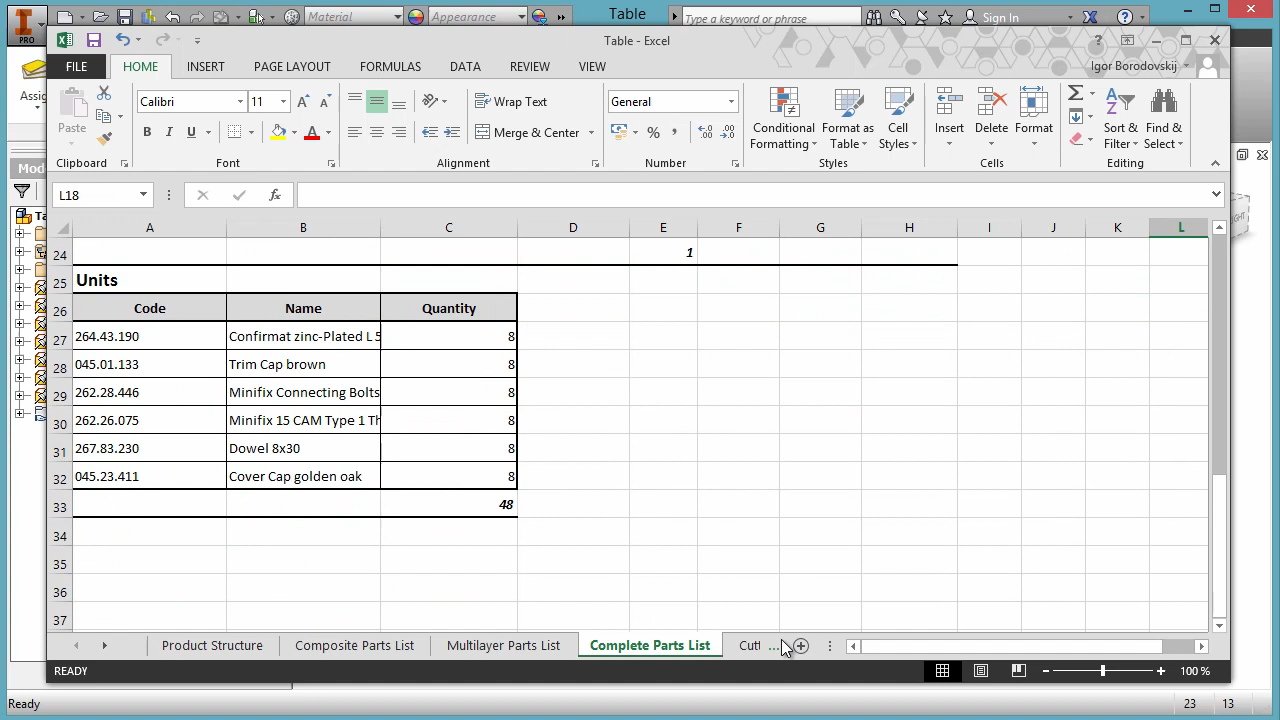 Material
Appearance
Table
Type a keyword or phrase
Sign In
PRO
Table - Excel
FILE
HOME
INSERT
PAGE LAYOUT
FORMULAS
DATA
REVIEW
VIEW
Igor Borodovskij
Assig
Paste
Calibri
11
Wrap Text
Merge & Center
General
Conditional Formatting
Format as Table
Cell Styles
Insert
Delete
Format
Sort & Filter
Find & Select
Clipboard
Font
Alignment
Number
Styles
Cells
Editing
Mod
L18
fx
A B C D E F G H I J K L
24 1
25 Units
26 Code Name Quantity
27 264.43.190 Confirmat zinc-Plated L 5 8
28 045.01.133 Trim Cap brown 8
29 262.28.446 Minifix Connecting Bolts 8
30 262.26.075 Minifix 15 CAM Type 1 Th 8
31 267.83.230 Dowel 8x30 8
32 045.23.411 Cover Cap golden oak 8
33 48
34
35
36
37
Product Structure
Composite Parts List
Multilayer Parts List
Complete Parts List
Cutt ...
READY
100 %
Ready
23
13